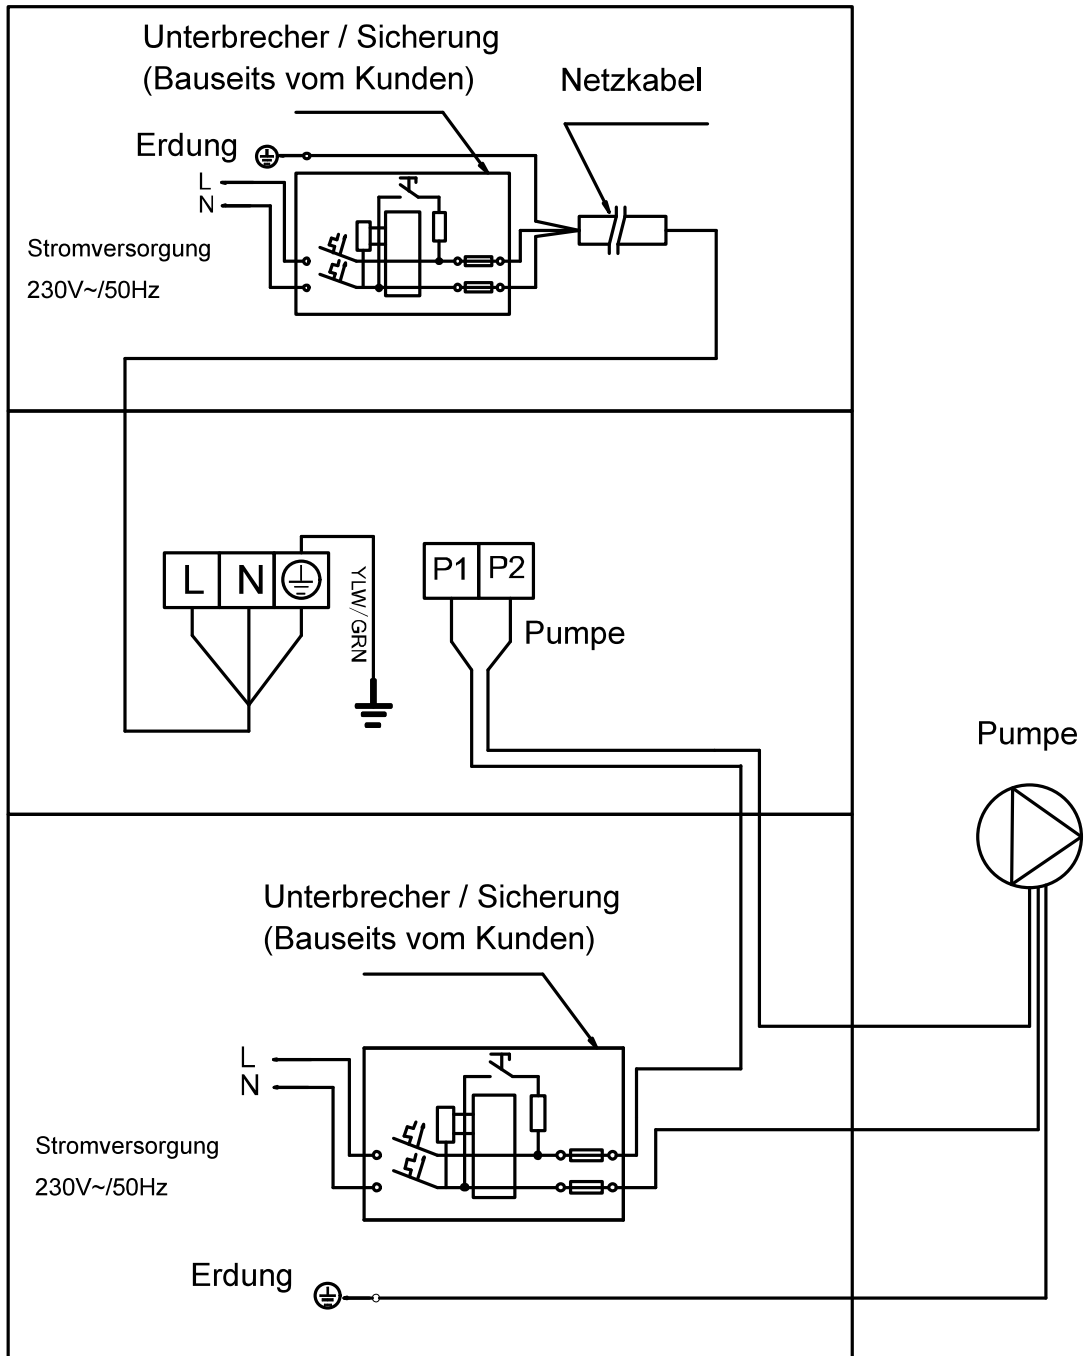 Unterbrecher / Sicherung
(Bauseits vom Kunden)
Netzkabel
Erdung
L
N
Stromversorgung
230V~/50Hz
L N
YLW/GRN
P1 P2
Pumpe
Pumpe
Unterbrecher / Sicherung
(Bauseits vom Kunden)
L
N
Stromversorgung
230V~/50Hz
Erdung